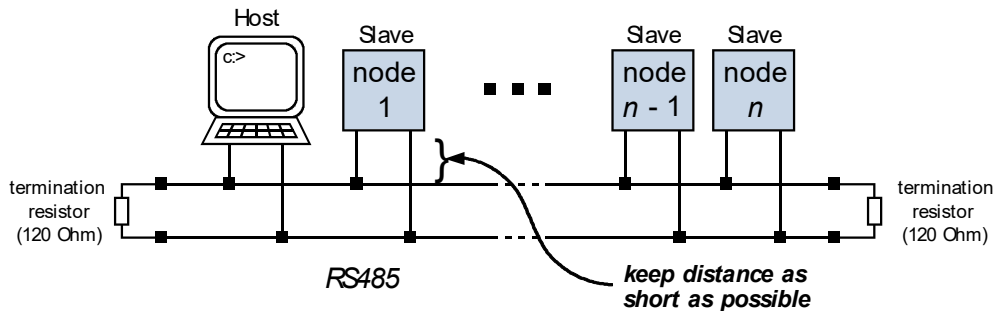 Host
c:>
Slave
node
1
Slave
node
n - 1
Slave
node
n
termination
resistor
(120 Ohm)
termination
resistor
(120 Ohm)
RS485
keep distance as
short as possible